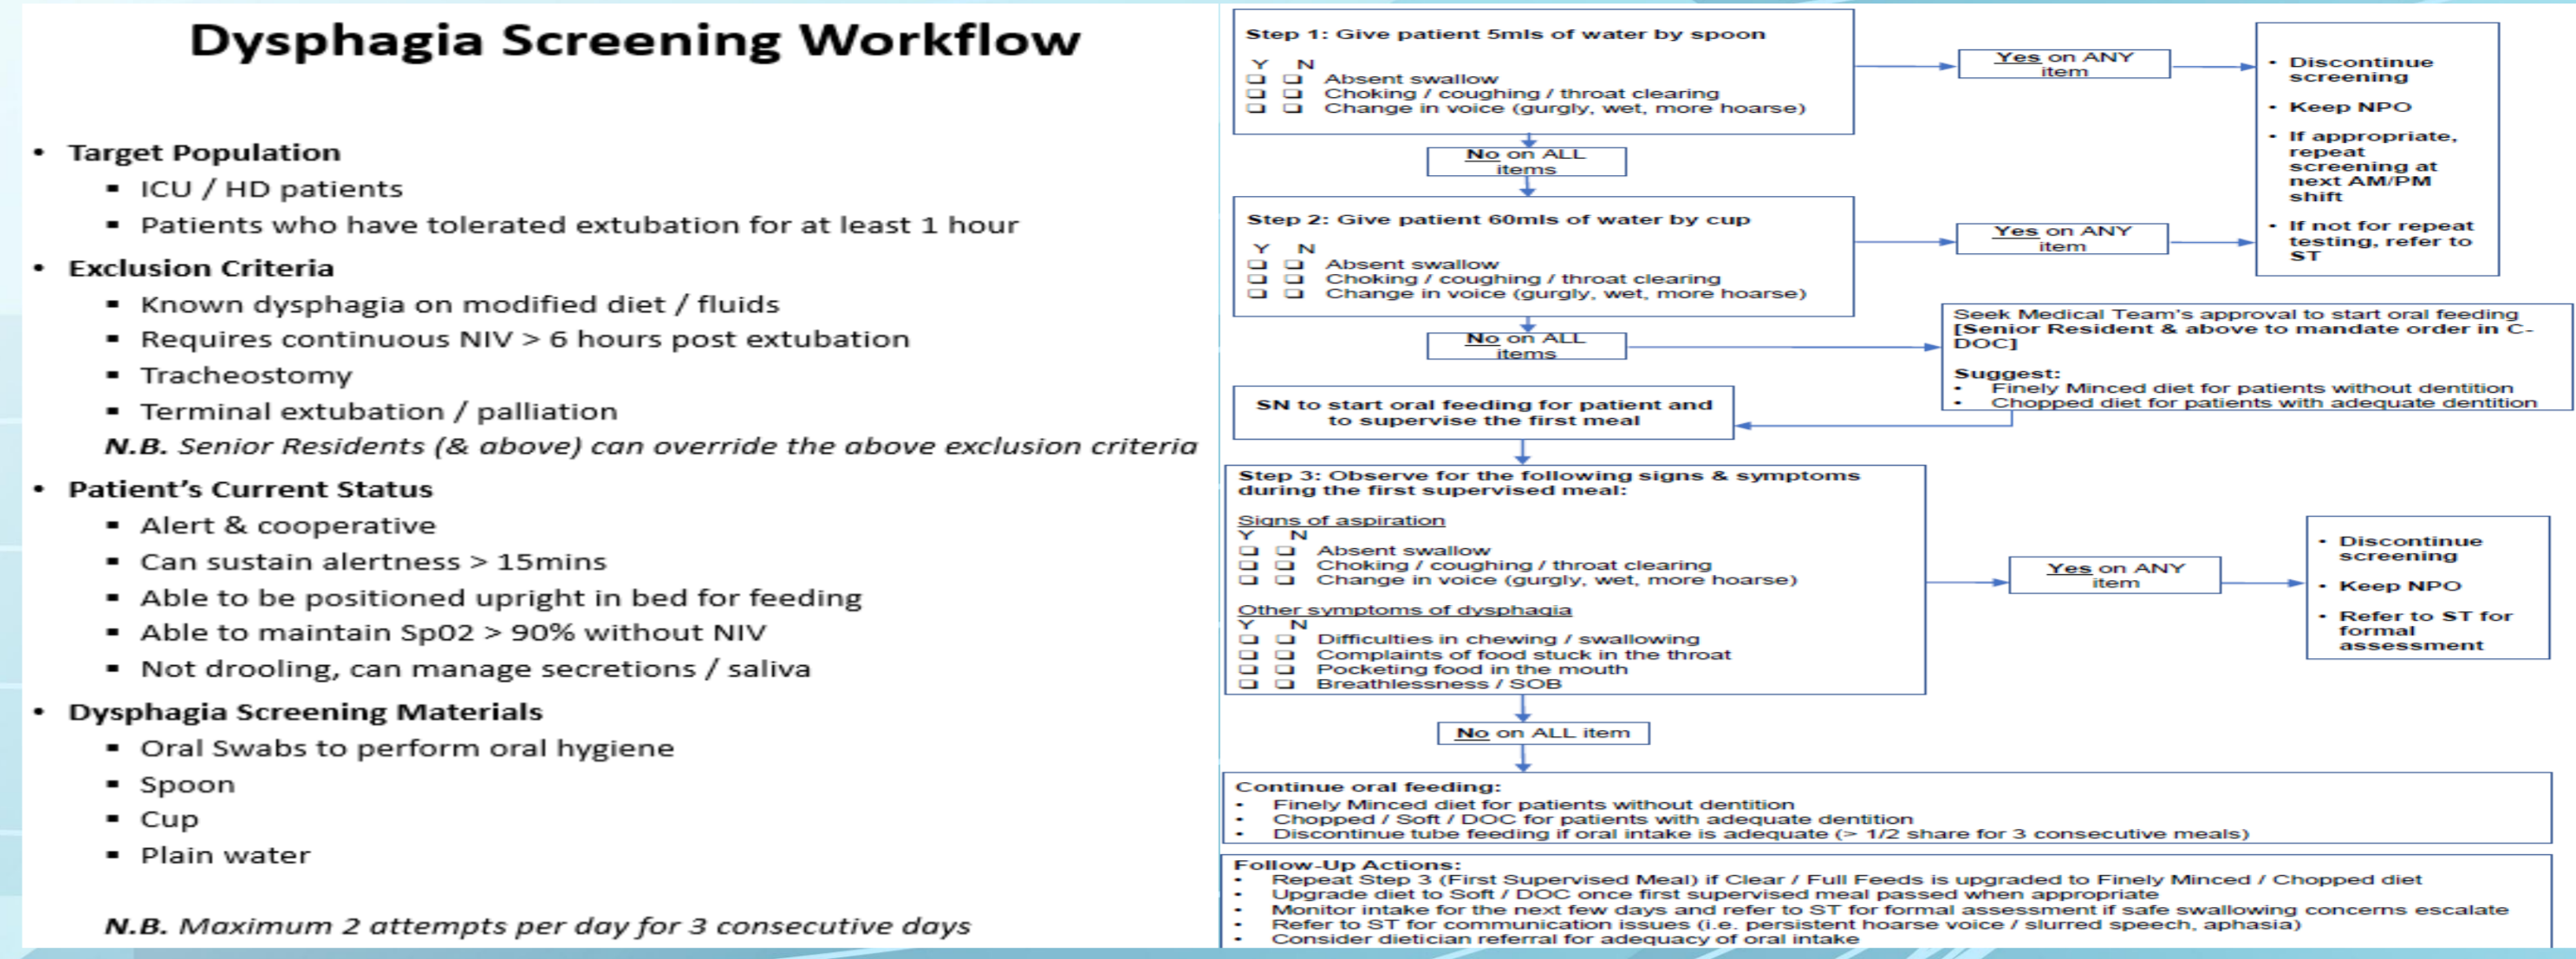 Dysphagia Screening Workflow
• Target Population
▪ ICU / HD patients
▪ Patients who have tolerated extubation for at least 1 hour
• Exclusion Criteria
▪ Known dysphagia on modified diet / fluids
▪ Requires continuous NIV > 6 hours post extubation
▪ Tracheostomy
▪ Terminal extubation / palliation
N.B. Senior Residents (& above) can override the above exclusion criteria
• Patient's Current Status
▪ Alert & cooperative
▪ Can sustain alertness > 15mins
▪ Able to be positioned upright in bed for feeding
▪ Able to maintain Sp02 > 90% without NIV
▪ Not drooling, can manage secretions / saliva
• Dysphagia Screening Materials
▪ Oral Swabs to perform oral hygiene
▪ Spoon
▪ Cup
▪ Plain water
N.B. Maximum 2 attempts per day for 3 consecutive days
Step 1: Give patient 5mls of water by spoon
Y N
❑ ❑ Absent swallow
❑ ❑ Choking / coughing / throat clearing
❑ ❑ Change in voice (gurgly, wet, more hoarse)
Yes on ANY
item
• Discontinue
screening
• Keep NPO
• If appropriate,
repeat
screening at
next AM/PM
shift
• If not for repeat
testing, refer to
ST
No on ALL
items
Step 2: Give patient 60mls of water by cup
Y N
❑ ❑ Absent swallow
❑ ❑ Choking / coughing / throat clearing
❑ ❑ Change in voice (gurgly, wet, more hoarse)
Yes on ANY
item
No on ALL
items
Seek Medical Team's approval to start oral feeding
[Senior Resident & above to mandate order in C-
DOC]
Suggest:
• Finely Minced diet for patients without dentition
• Chopped diet for patients with adequate dentition
SN to start oral feeding for patient and
to supervise the first meal
Step 3: Observe for the following signs & symptoms
during the first supervised meal:
Signs of aspiration
Y N
❑ ❑ Absent swallow
❑ ❑ Choking / coughing / throat clearing
❑ ❑ Change in voice (gurgly, wet, more hoarse)
Other symptoms of dysphagia
Y N
❑ ❑ Difficulties in chewing / swallowing
❑ ❑ Complaints of food stuck in the throat
❑ ❑ Pocketing food in the mouth
❑ ❑ Breathlessness / SOB
Yes on ANY
item
• Discontinue
screening
• Keep NPO
• Refer to ST for
formal
assessment
No on ALL item
Continue oral feeding:
• Finely Minced diet for patients without dentition
• Chopped / Soft / DOC for patients with adequate dentition
• Discontinue tube feeding if oral intake is adequate (> 1/2 share for 3 consecutive meals)
Follow-Up Actions:
• Repeat Step 3 (First Supervised Meal) if Clear / Full Feeds is upgraded to Finely Minced / Chopped diet
• Upgrade diet to Soft / DOC once first supervised meal passed when appropriate
• Monitor intake for the next few days and refer to ST for formal assessment if safe swallowing concerns escalate
• Refer to ST for communication issues (i.e. persistent hoarse voice / slurred speech, aphasia)
• Consider dietician referral for adequacy of oral intake